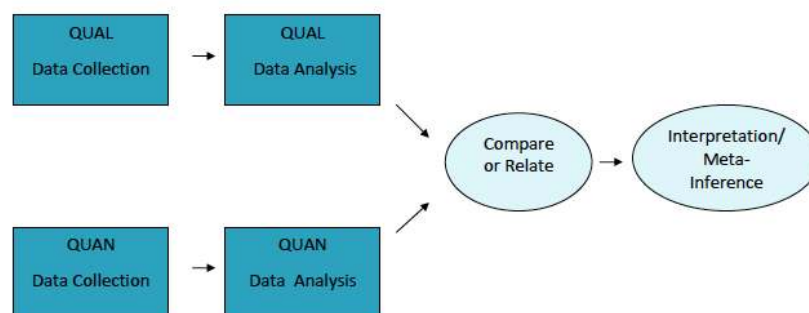 QUAL
Data Collection
QUAL
Data Analysis
Compare
or Relate
Interpretation/
Meta-
Inference
QUAN
Data Collection
QUAN
Data Analysis